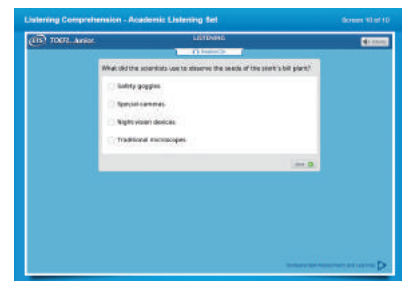 Listening Comprehension - Academic Listening Set
Screen 10 of 10
ETS TOEFL Junior.
LISTENING
What did the scientists use to observe the seeds of the stork's bill plant?
Safety goggles
Special cameras
Night vision devices
Traditional microscopes